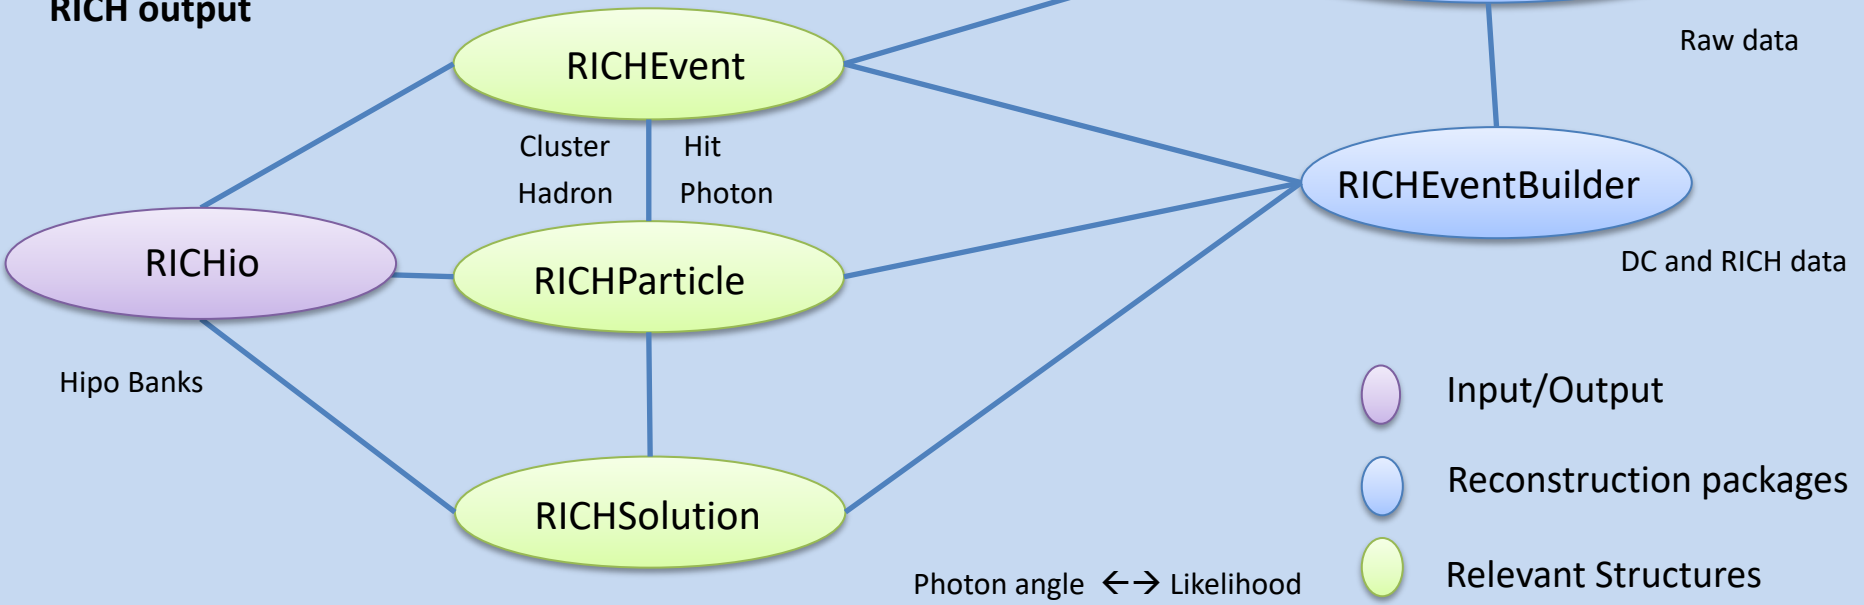 RICH output
RICHEvent
Raw data
Cluster
Hit
Hadron
Photon
RICHEventBuilder
RICHio
RICHParticle
DC and RICH data
Hipo Banks
Input/Output
Reconstruction packages
RICHSolution
Photon angle ←→ Likelihood
Relevant Structures